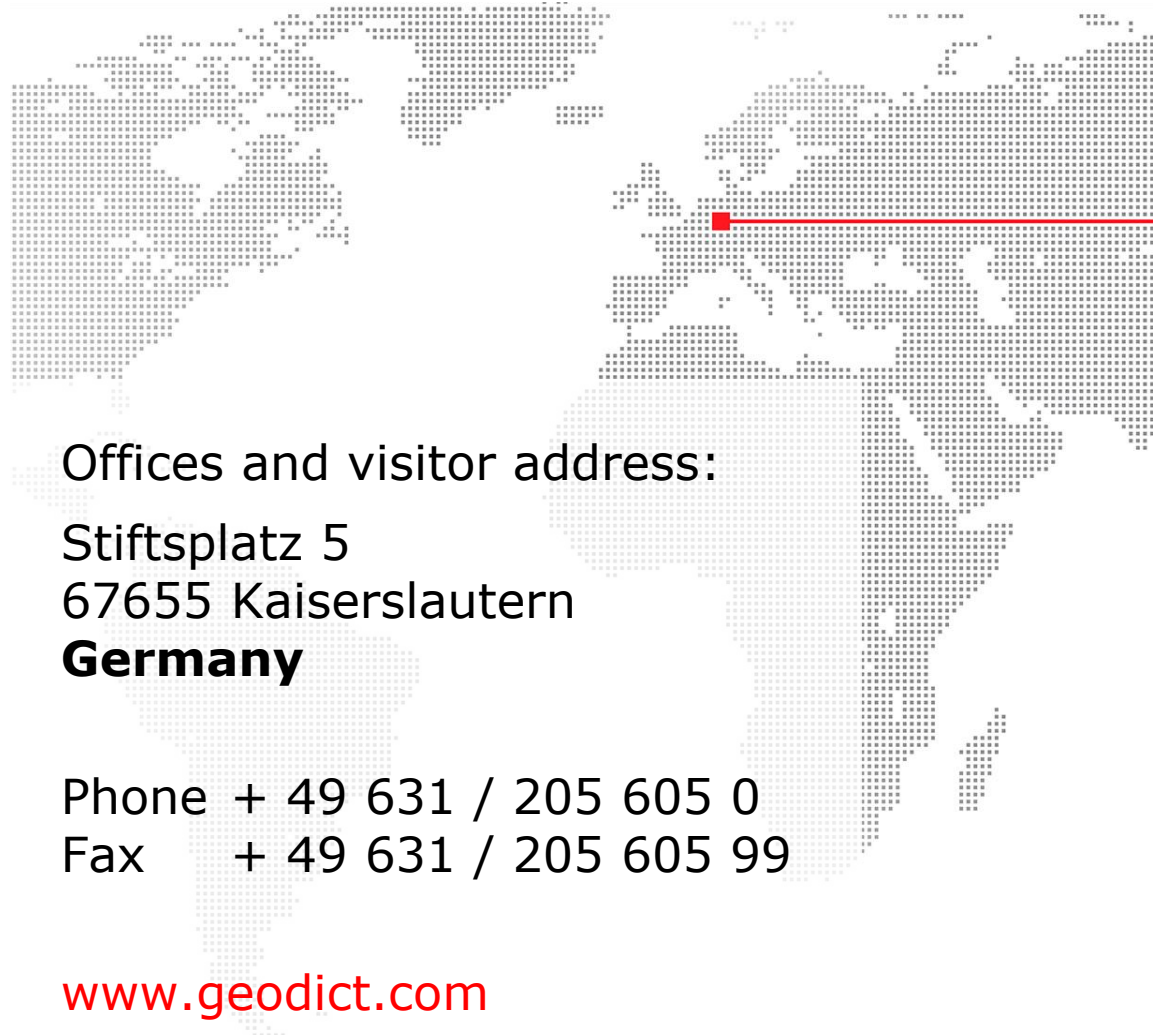 Offices and visitor address:
Stiftsplatz 5
67655 Kaiserslautern
Germany
Phone + 49 631 / 205 605 0
Fax + 49 631 / 205 605 99
www.geodict.com